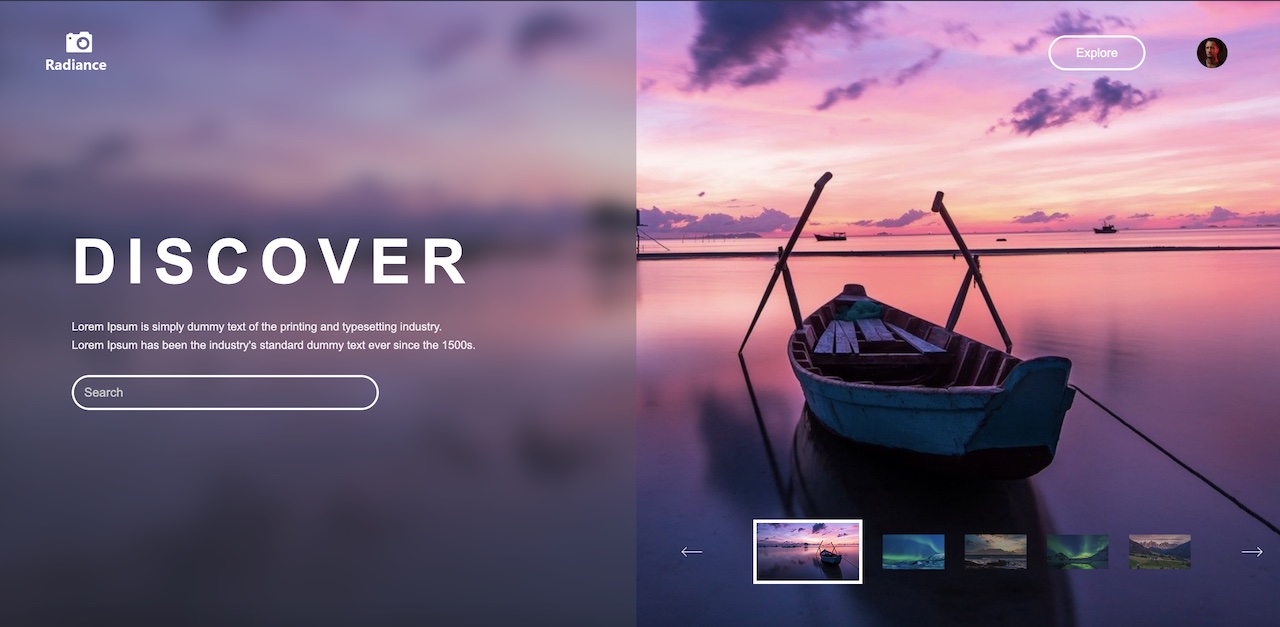 Radiance
Explore
DISCOVER
Lorem Ipsum is simply dummy text of the printing and typesetting industry.
Lorem Ipsum has been the industry's standard dummy text ever since the 1500s.
Search